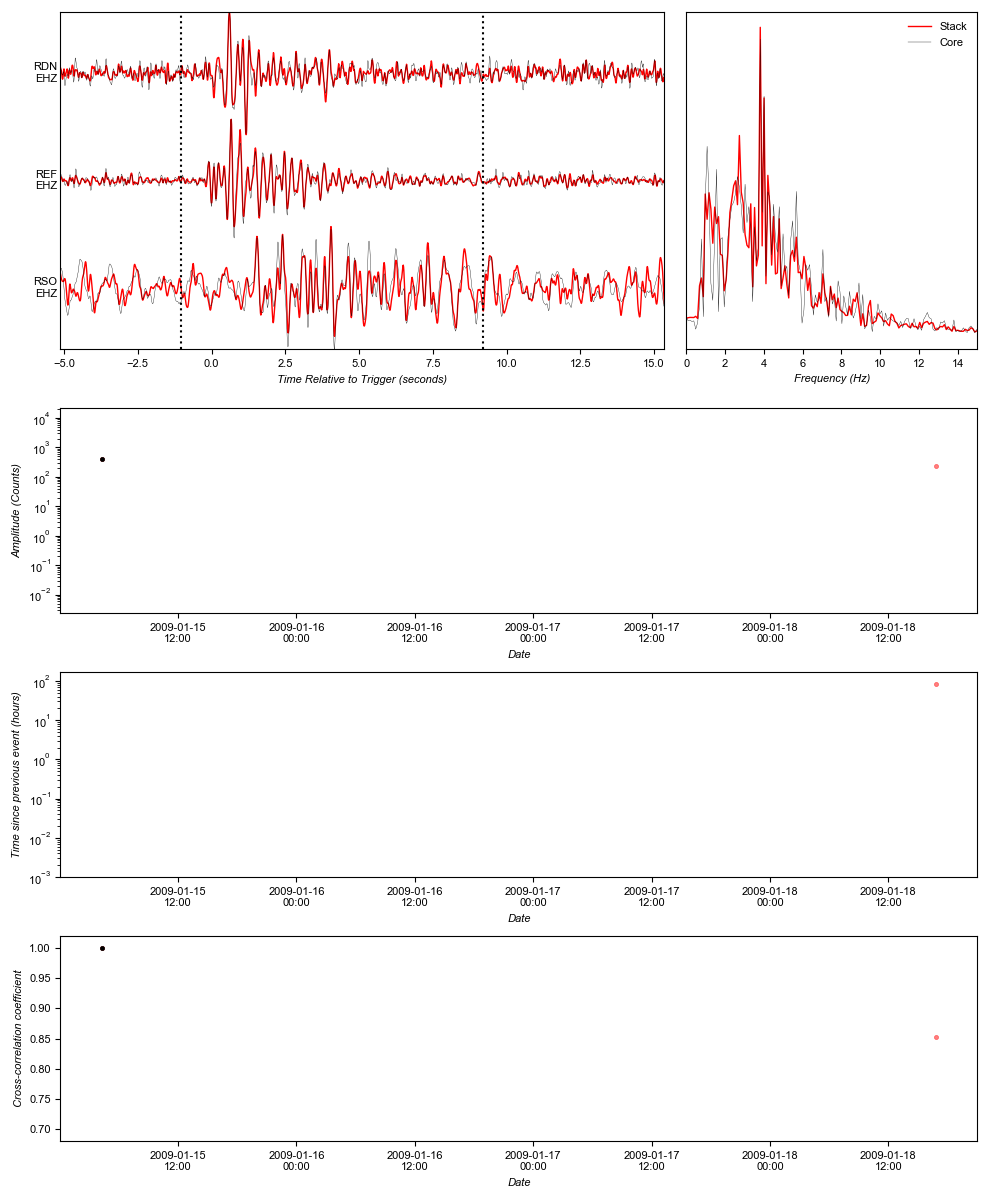 RDN
EHZ
REF
EHZ
RSO
EHZ
−5.0 −2.5 0.0 2.5 5.0 7.5 10.0 12.5 15.0
Time Relative to Trigger (seconds)
Stack
Core
0 2 4 6 8 10 12 14
Frequency (Hz)
10⁴
10³
10²
10¹
10⁰
10⁻¹
10⁻²
Amplitude (Counts)
2009-01-15 2009-01-16 2009-01-16 2009-01-17 2009-01-17 2009-01-18 2009-01-18
12:00 00:00 12:00 00:00 12:00 00:00 12:00
Date
10²
10¹
10⁰
10⁻¹
10⁻²
10⁻³
Time since previous event (hours)
2009-01-15 2009-01-16 2009-01-16 2009-01-17 2009-01-17 2009-01-18 2009-01-18
12:00 00:00 12:00 00:00 12:00 00:00 12:00
Date
1.00
0.95
0.90
0.85
0.80
0.75
0.70
Cross-correlation coefficient
2009-01-15 2009-01-16 2009-01-16 2009-01-17 2009-01-17 2009-01-18 2009-01-18
12:00 00:00 12:00 00:00 12:00 00:00 12:00
Date